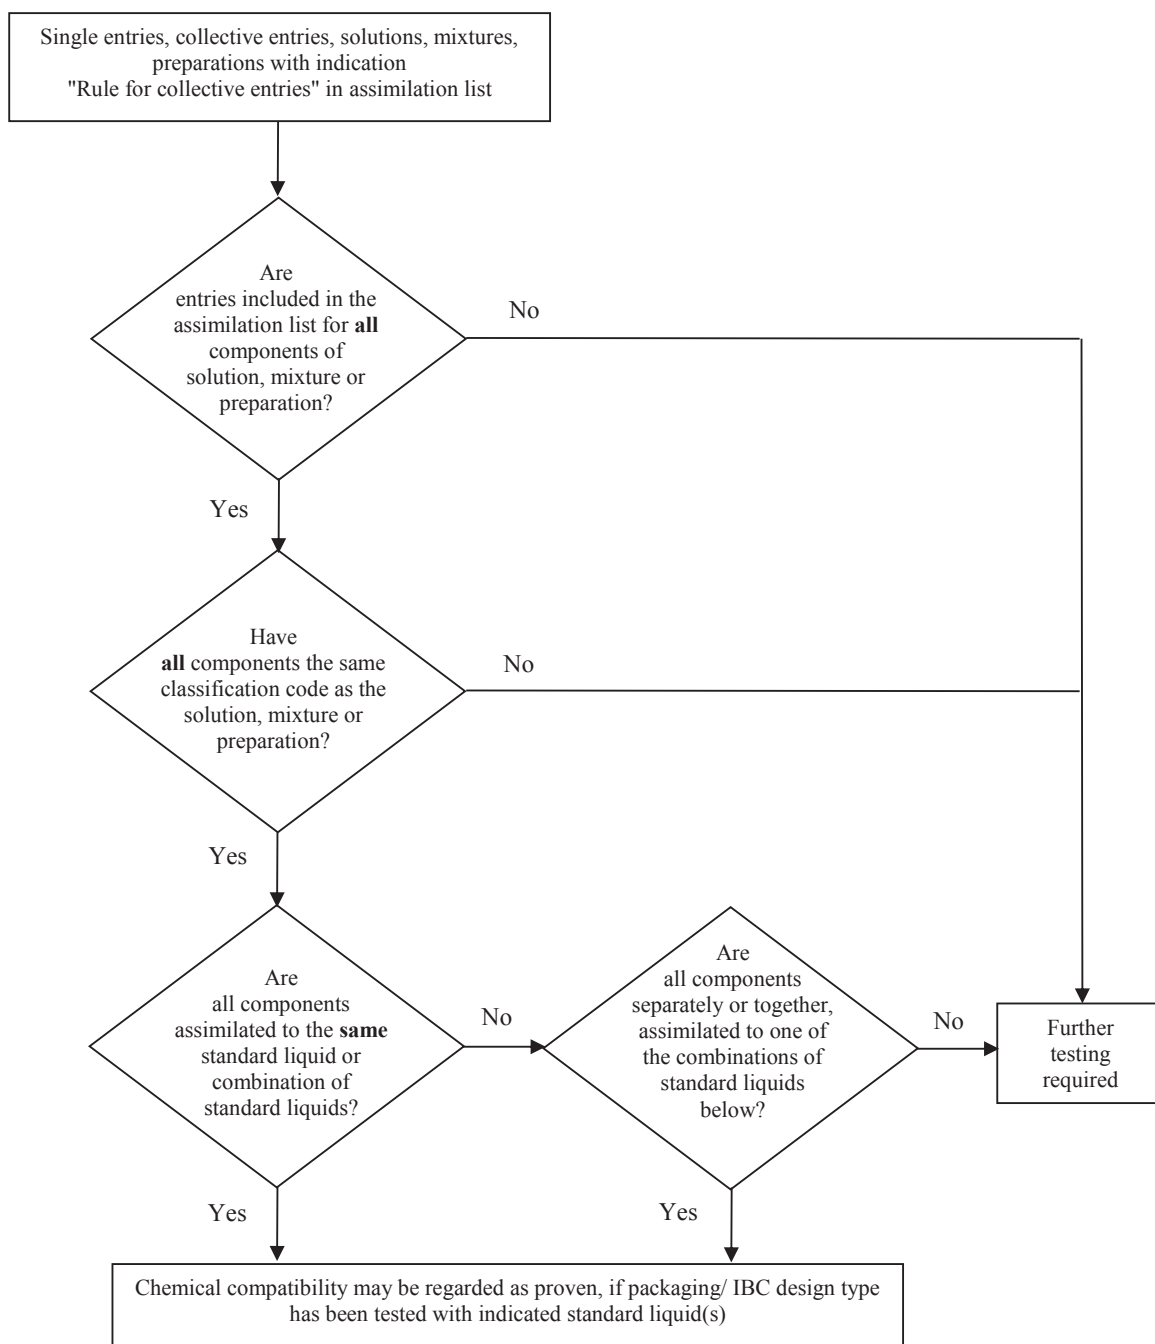 Single entries, collective entries, solutions, mixtures,
preparations with indication
"Rule for collective entries" in assimilation list
Are
entries included in the
assimilation list for all
components of
solution, mixture or
preparation?
No
Yes
Have
all components the same
classification code as the
solution, mixture or
preparation?
No
Yes
Are
all components
assimilated to the same
standard liquid or
combination of
standard liquids?
No
Are
all components
separately or together,
assimilated to one of
the combinations of
standard liquids
below?
No
Further
testing
required
Yes
Yes
Chemical compatibility may be regarded as proven, if packaging/ IBC design type
has been tested with indicated standard liquid(s)